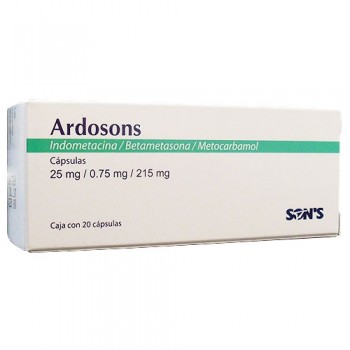 Ardosons
Indometacina / Betametasona / Metocarbamol
Cápsulas
25 mg / 0.75 mg / 215 mg
Caja con 20 cápsulas
SON'S